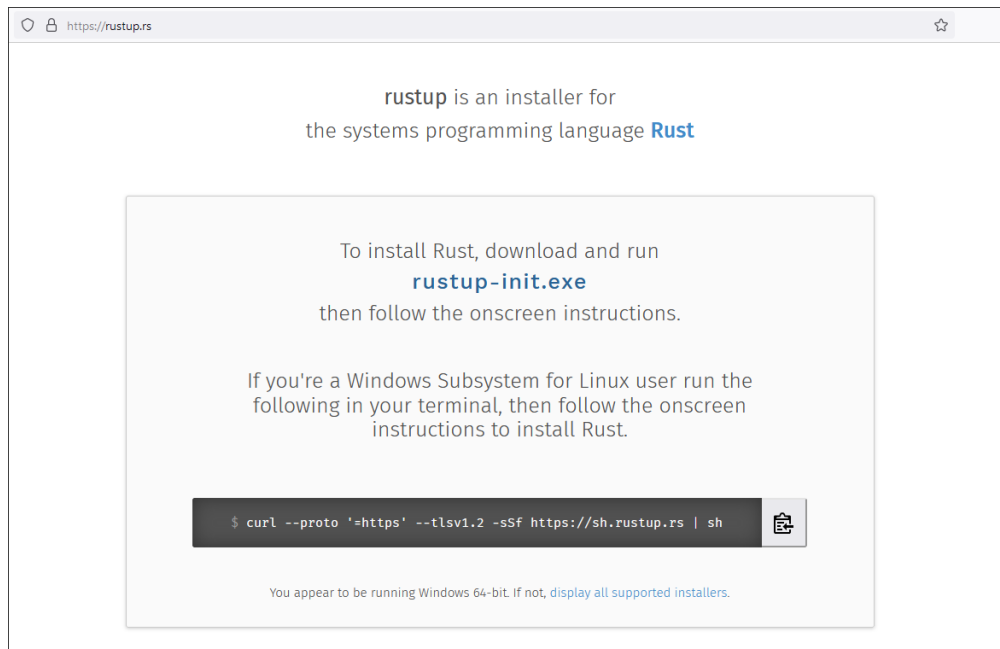 https://rustup.rs
rustup is an installer for
the systems programming language Rust
To install Rust, download and run
rustup-init.exe
then follow the onscreen instructions.
If you're a Windows Subsystem for Linux user run the
following in your terminal, then follow the onscreen
instructions to install Rust.
$ curl --proto '=https' --tlsv1.2 -sSf https://sh.rustup.rs | sh
You appear to be running Windows 64-bit. If not, display all supported installers.